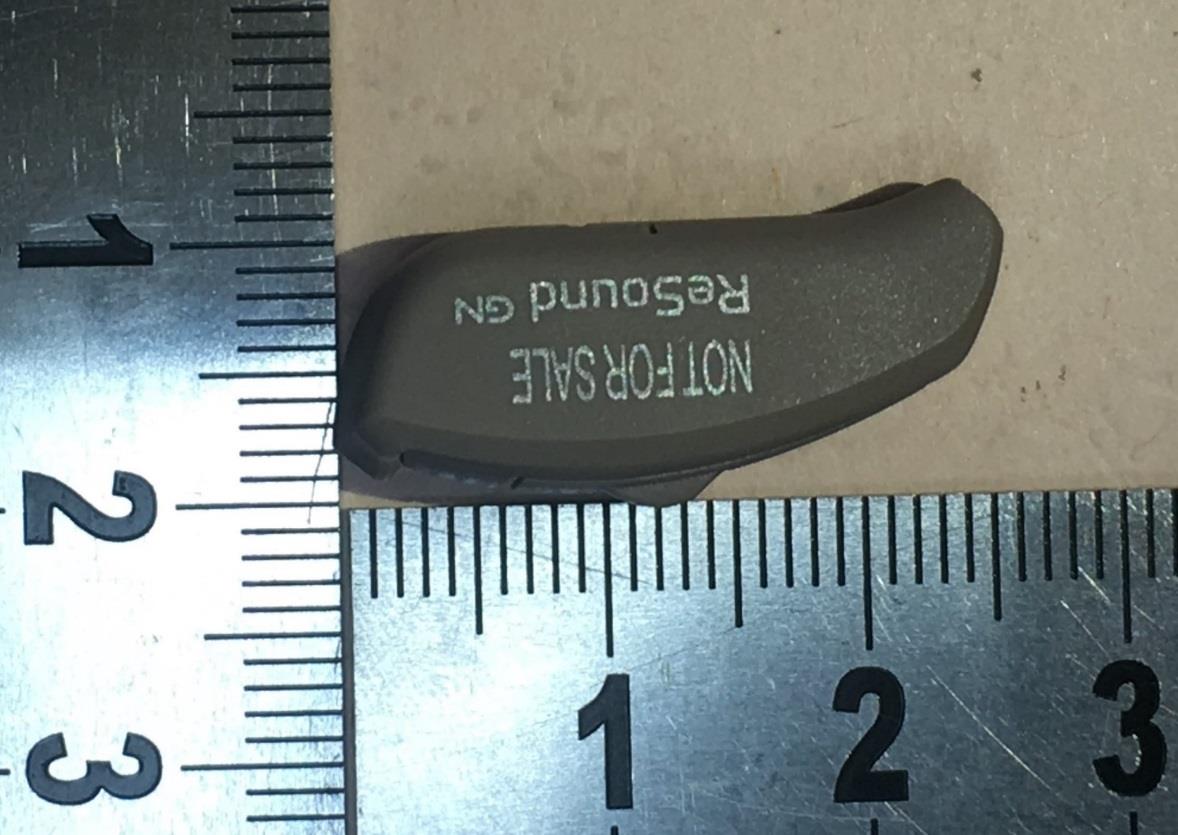 NOT FOR SALE
ReSound GN
1
2
3
1 2 3